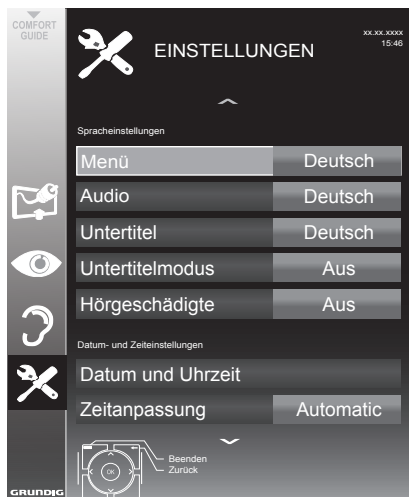 COMFORT
GUIDE
EINSTELLUNGEN
xx.xx.xxxx
15:46
Spracheinstellungen
Menü Deutsch
Audio Deutsch
Untertitel Deutsch
Untertitelmodus Aus
Hörgeschädigte Aus
Datum- und Zeiteinstellungen
Datum und Uhrzeit
Zeitanpassung Automatic
Beenden
Zurück
OK
GRUNDIG